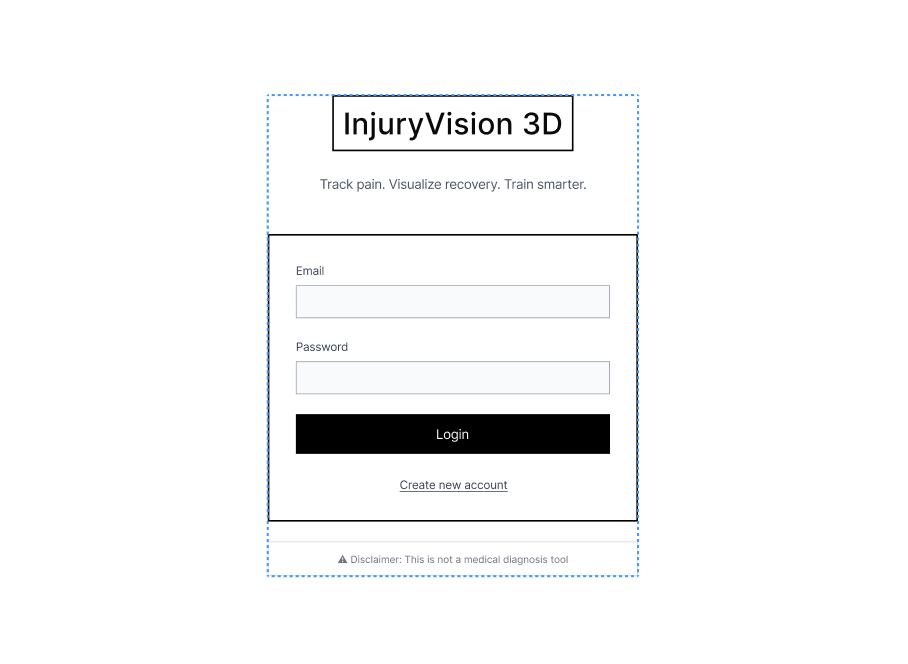 InjuryVision 3D
Track pain. Visualize recovery. Train smarter.
Email
Password
Login
Create new account
⚠ Disclaimer: This is not a medical diagnosis tool